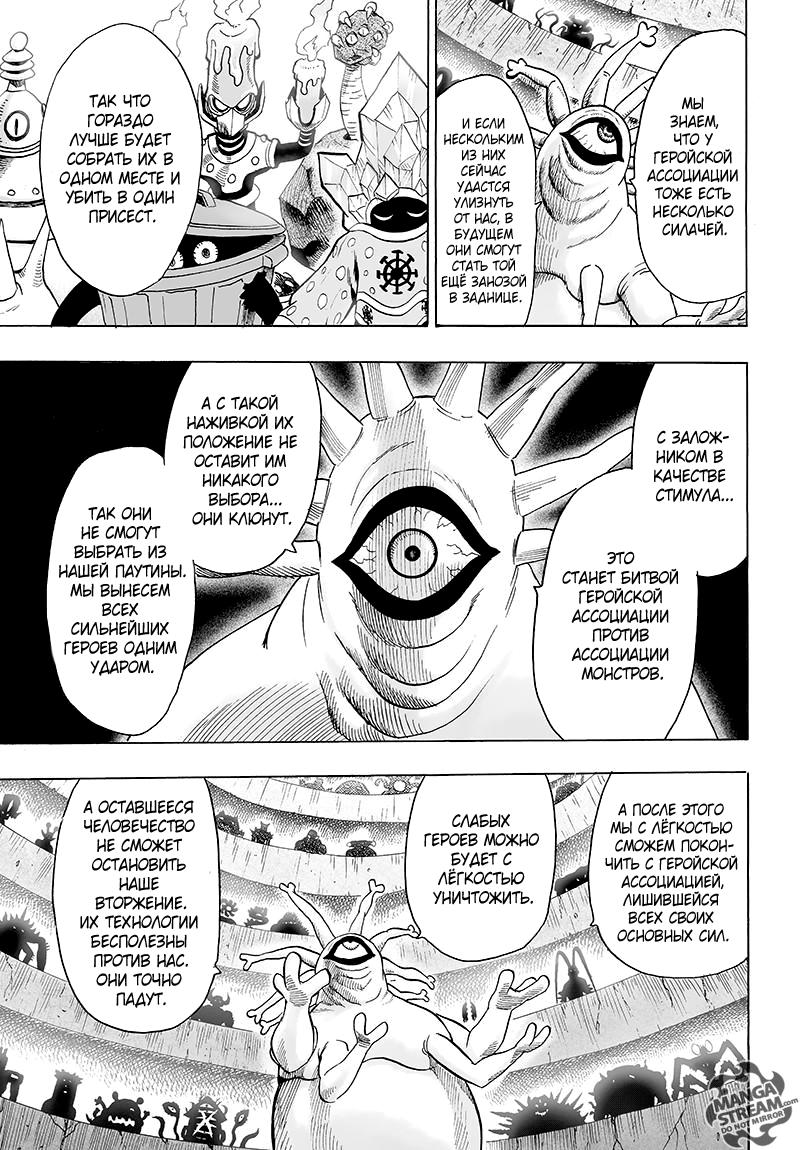 МЫ
ЗНАЕМ,
ЧТО У
ГЕРОЙСКОЙ
АССОЦИАЦИИ
ТОЖЕ ЕСТЬ
НЕСКОЛЬКО
СИЛАЧЕЙ.
И ЕСЛИ
НЕСКОЛЬКИМ
ИЗ НИХ
СЕЙЧАС
УДАСТСЯ
УЛИЗНУТЬ
ОТ НАС, В
БУДУЩЕМ
ОНИ СМОГУТ
СТАТЬ ТОЙ
ЕЩЁ ЗАНОЗОЙ
В ЗАДНИЦЕ.
ТАК ЧТО
ГОРАЗДО
ЛУЧШЕ БУДЕТ
СОБРАТЬ ИХ В
ОДНОМ МЕСТЕ И
УБИТЬ В ОДИН
ПРИСЕСТ.
С ЗАЛОЖ-
НИКОМ В
КАЧЕСТВЕ
СТИМУЛА...
ЭТО
СТАНЕТ БИТВОЙ
ГЕРОЙСКОЙ
АССОЦИАЦИИ
ПРОТИВ
АССОЦИАЦИИ
МОНСТРОВ.
А С ТАКОЙ
НАЖИВКОЙ ИХ
ПОЛОЖЕНИЕ НЕ
ОСТАВИТ ИМ
НИКАКОГО
ВЫБОРА...
ОНИ КЛЮНУТ.
ТАК ОНИ
НЕ СМОГУТ
ВЫБРАТЬ ИЗ
НАШЕЙ ПАУТИНЫ.
МЫ ВЫНЕСЕМ
ВСЕХ
СИЛЬНЕЙШИХ
ГЕРОЕВ ОДНИМ
УДАРОМ.
А ПОСЛЕ ЭТОГО
МЫ С ЛЁГКОСТЬЮ
СМОЖЕМ ПОКОН-
ЧИТЬ С ГЕРОЙСКОЙ
АССОЦИАЦИЕЙ,
ЛИШИВШЕЙСЯ
ВСЕХ СВОИХ
ОСНОВНЫХ СИЛ.
СЛАБЫХ
ГЕРОЕВ МОЖНО
БУДЕТ С
ЛЁГКОСТЬЮ
УНИЧТОЖИТЬ.
А ОСТАВШЕЕСЯ
ЧЕЛОВЕЧЕСТВО
НЕ СМОЖЕТ
ОСТАНОВИТЬ
НАШЕ
ВТОРЖЕНИЕ.
ИХ ТЕХНОЛОГИИ
БЕСПОЛЕЗНЫ
ПРОТИВ НАС.
ОНИ ТОЧНО
ПАДУТ.
MANGA
STREAM.COM
DO NOT MIRROR